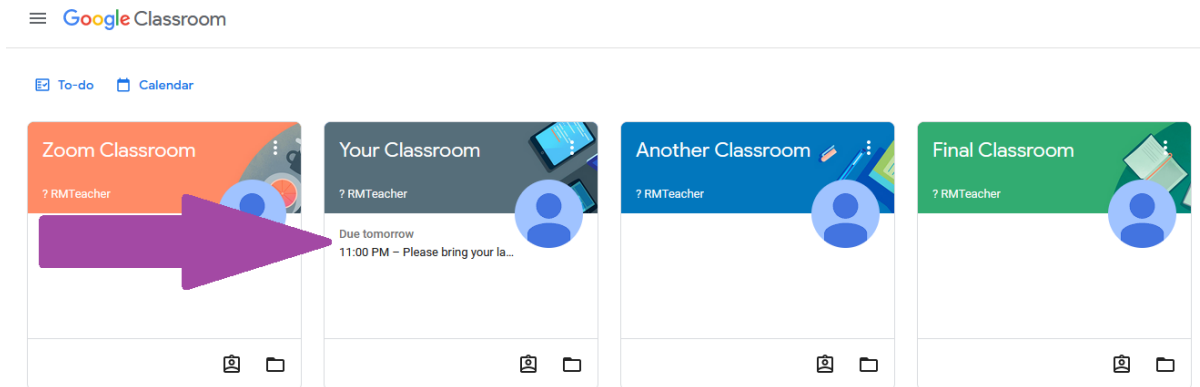 Google Classroom
To-do Calendar
Zoom Classroom
? RMTeacher
Your Classroom
? RMTeacher
Due tomorrow
11:00 PM – Please bring your la...
Another Classroom
? RMTeacher
Final Classroom
? RMTeacher